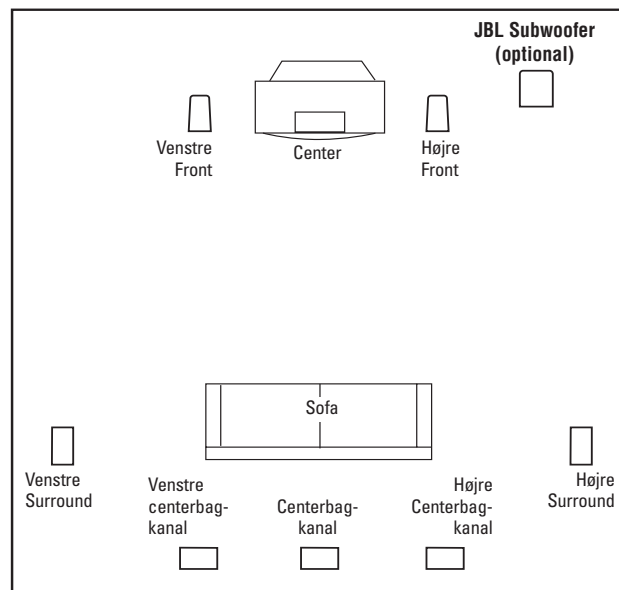 JBL Subwoofer
(optional)
Venstre
Front
Center
Højre
Front
Sofa
Venstre
Surround
Højre
Surround
Venstre
centerbag-
kanal
Centerbag-
kanal
Højre
Centerbag-
kanal